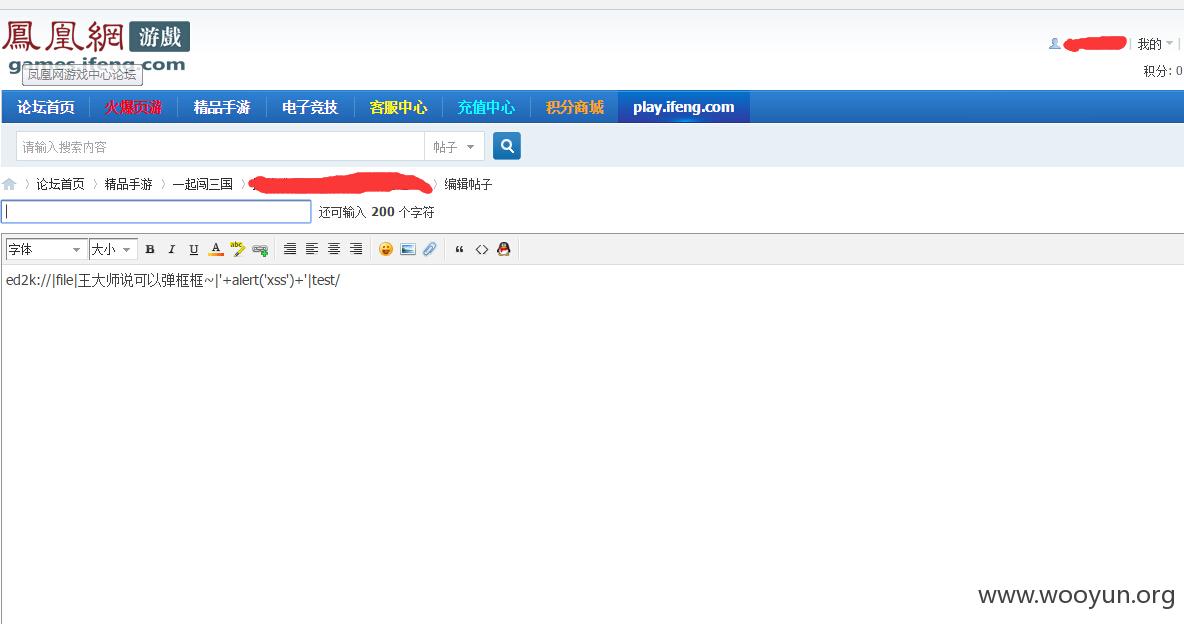 鳳凰網 游戲
games.ifeng.com
凤凰网游戏中心论坛
我的
积分: 0
论坛首页 火爆页游 精品手游 电子竞技 客服中心 充值中心 积分商城 play.ifeng.com
请输入搜索内容 帖子
论坛首页 精品手游 一起闯三国 编辑帖子
还可输入 200 个字符
字体 大小 B I U A abc
ed2k://|file|王大师说可以弹框框~|'+alert('xss')+'|test/
www.wooyun.org